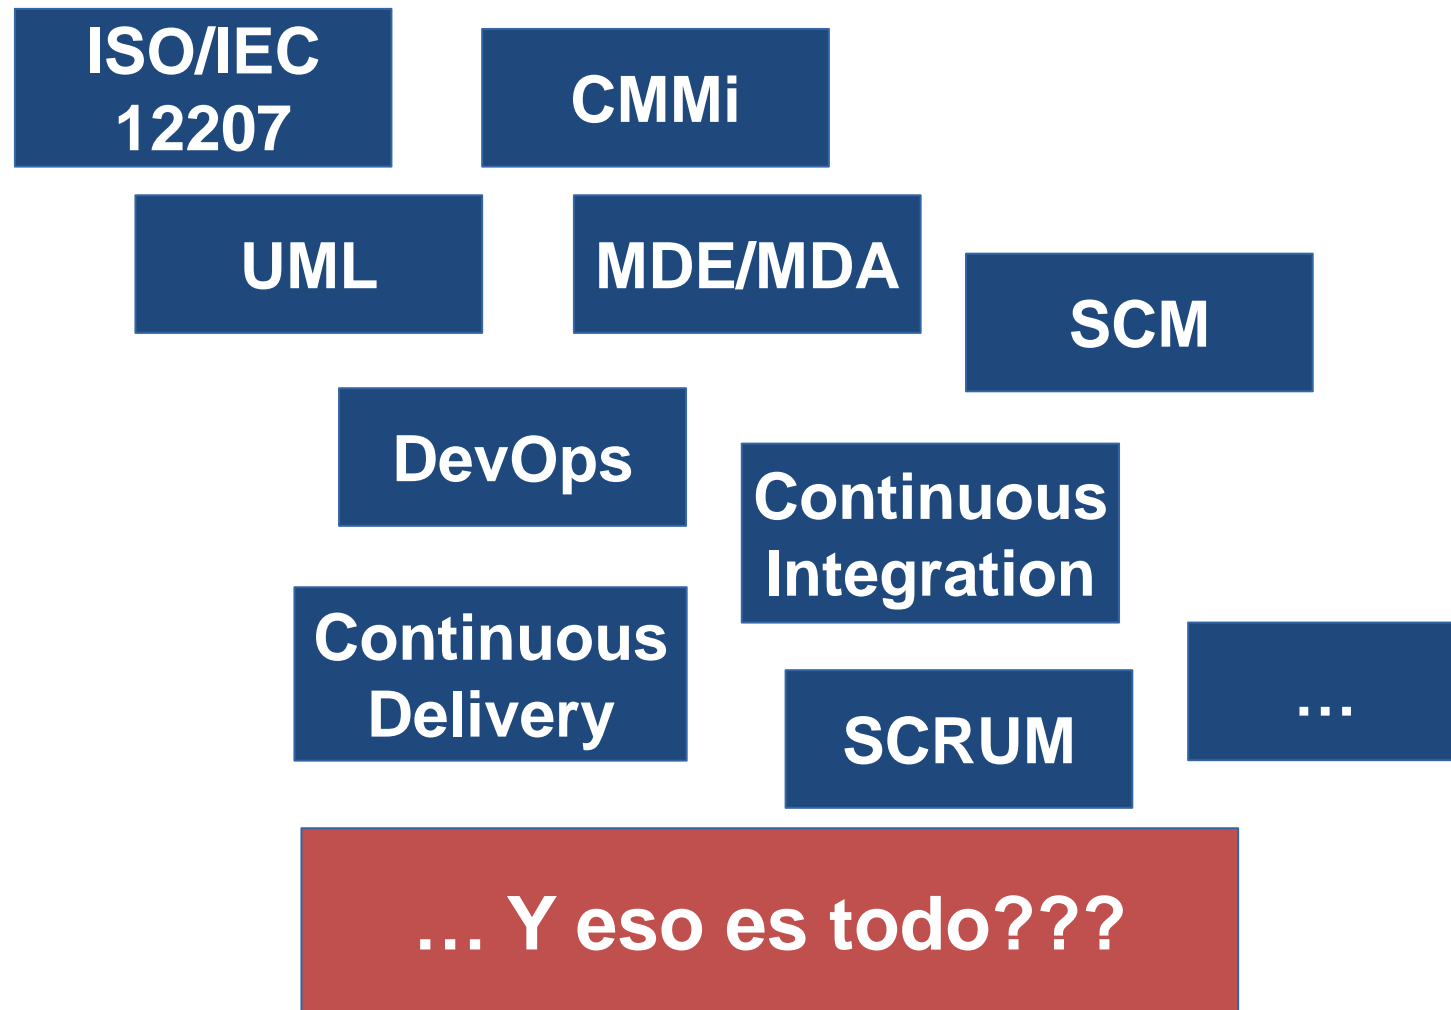 ISO/IEC
12207
CMMi
UML
MDE/MDA
SCM
DevOps
Continuous
Integration
Continuous
Delivery
SCRUM
...
... Y eso es todo???